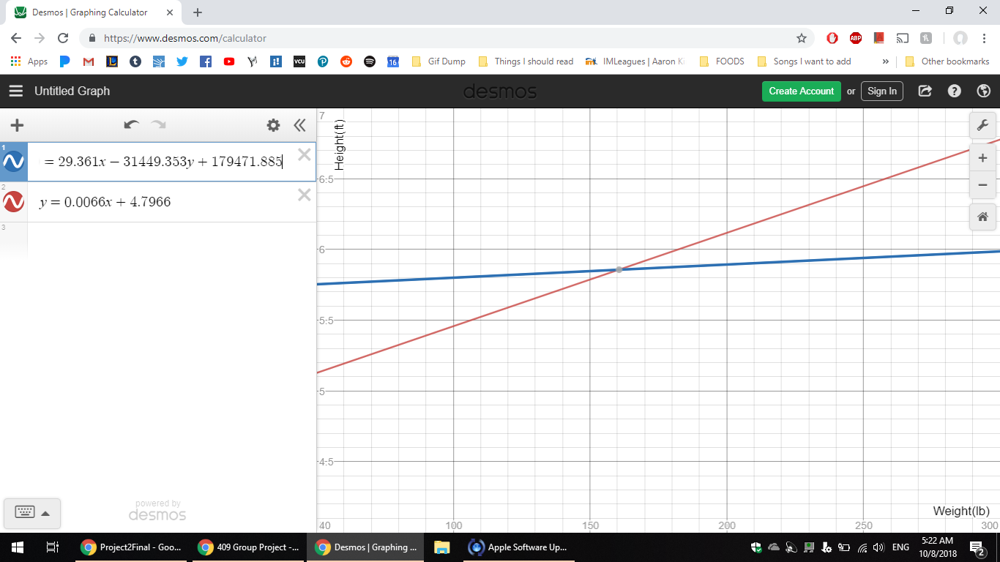 Desmos | Graphing Calculator
https://www.desmos.com/calculator
ABP
Apps
VCU
16
Gif Dump
Things I should read
IMLeagues | Aaron Ki
FOODS
Songs I want to add
»
Other bookmarks
Untitled Graph
desmos
Create Account
or
Sign In
1
= 29.361x − 31449.353y + 179471.885
2
y = 0.0066x + 4.7966
3
powered by
desmos
7
Height(ft)
6.5
6
5.5
5
4.5
Weight(lb)
40
100
150
200
250
300
Project2Final - Goo...
409 Group Project -...
Desmos | Graphing ...
Apple Software Up...
ENG
5:22 AM
10/8/2018
2